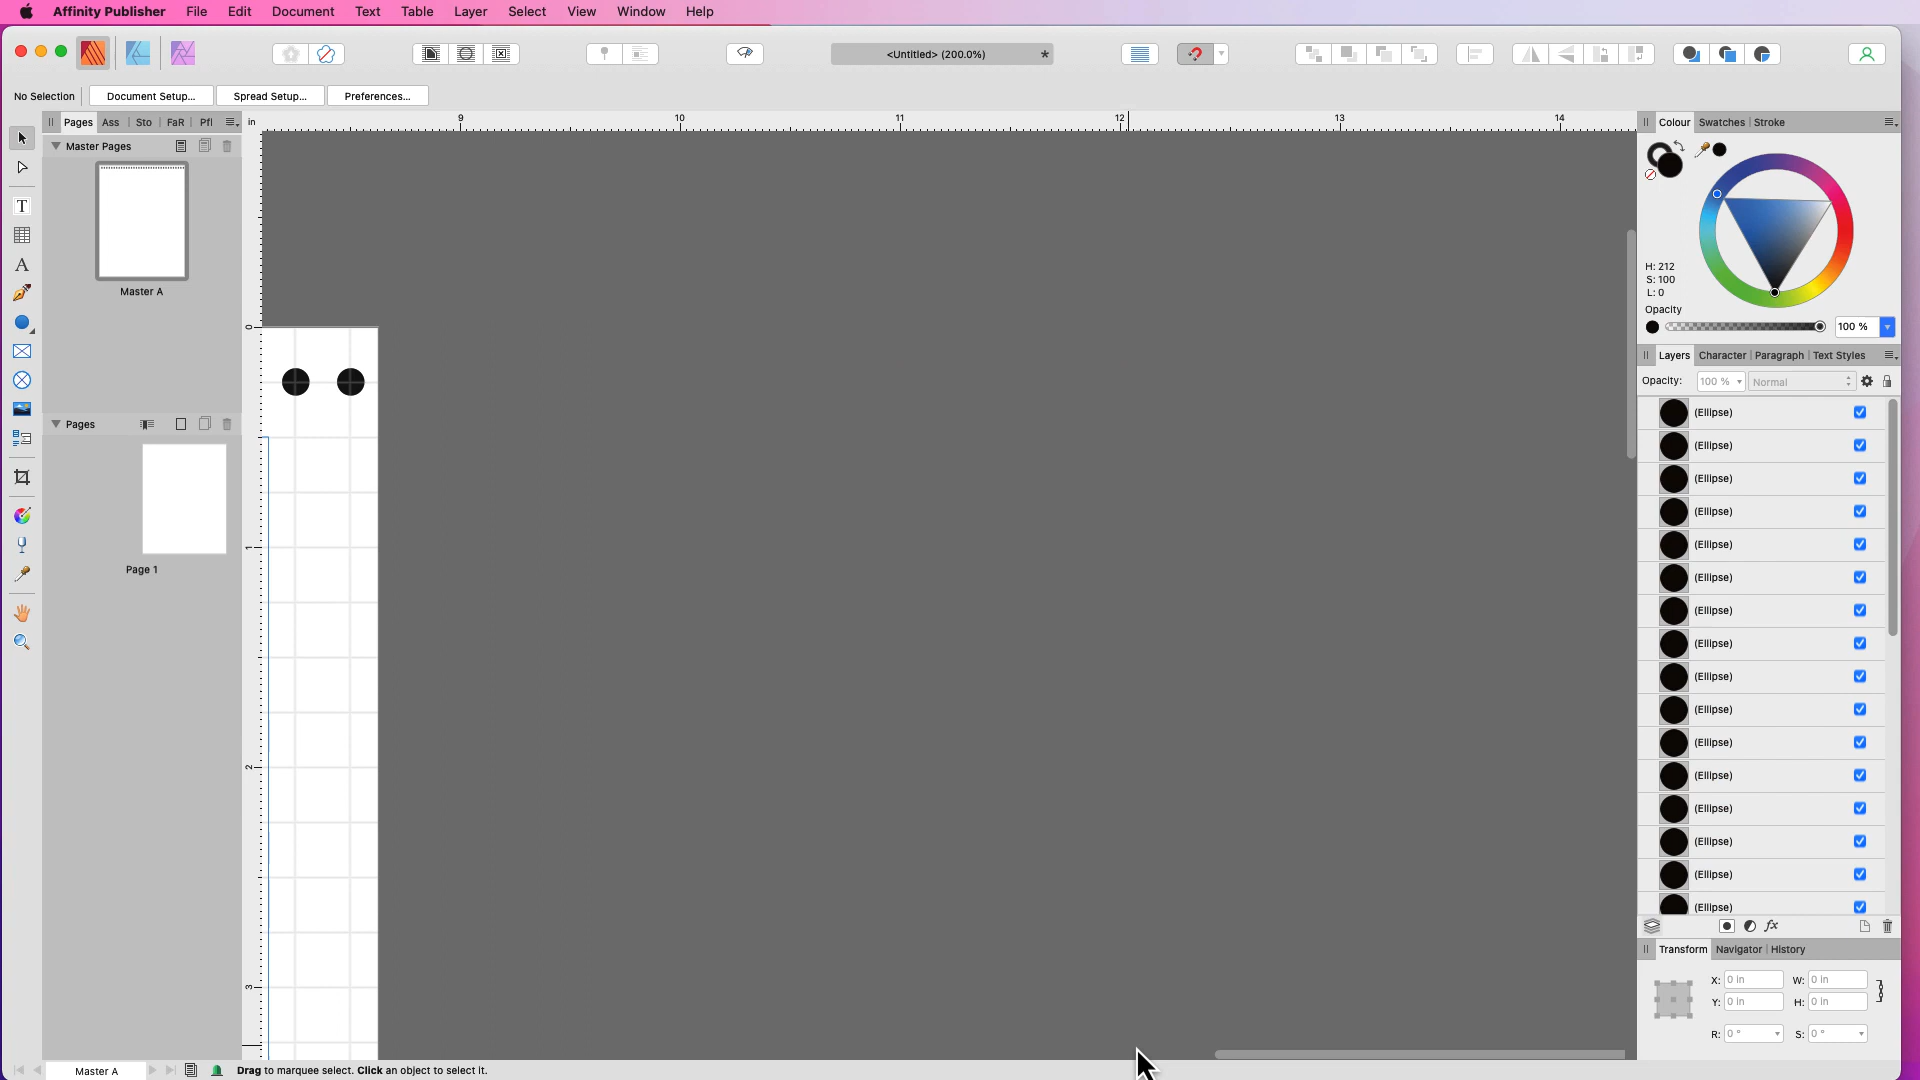 Affinity Publisher File Edit Document Text Table Layer Select View Window Help
<Untitled> (200.0%) *
No Selection Document Setup... Spread Setup... Preferences...
Pages Ass Sto FaR Pfl
in 9 10 11 12 13 14
Colour Swatches Stroke
Master Pages
Master A
H: 212
S: 100
L: 0
Opacity
100 %
0
Layers Character Paragraph Text Styles
Opacity: 100 % Normal
(Ellipse)
Pages
(Ellipse)
(Ellipse)
(Ellipse)
(Ellipse)
1
Page 1
(Ellipse)
(Ellipse)
(Ellipse)
(Ellipse)
(Ellipse)
(Ellipse)
2
(Ellipse)
(Ellipse)
(Ellipse)
(Ellipse)
(Ellipse)
fx
Transform Navigator History
X: 0 in W: 0 in
3
Y: 0 in H: 0 in
R: 0 ° S: 0 °
Master A
Drag to marquee select. Click an object to select it.